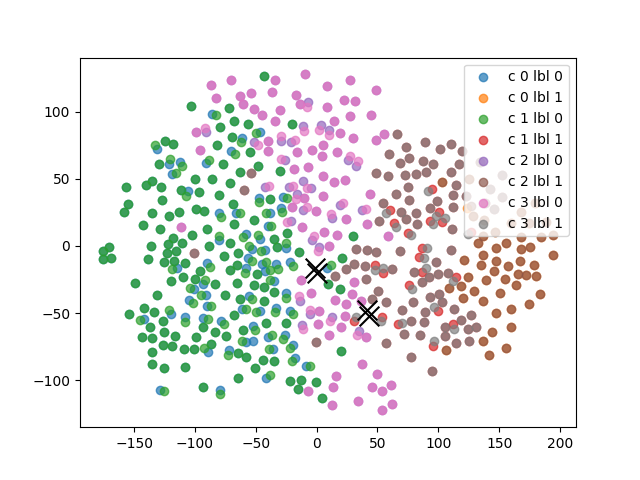 c 0 lbl 0
c 0 lbl 1
c 1 lbl 0
c 1 lbl 1
c 2 lbl 0
c 2 lbl 1
c 3 lbl 0
c 3 lbl 1
100
50
0
−50
−100
−150 −100 −50 0 50 100 150 200